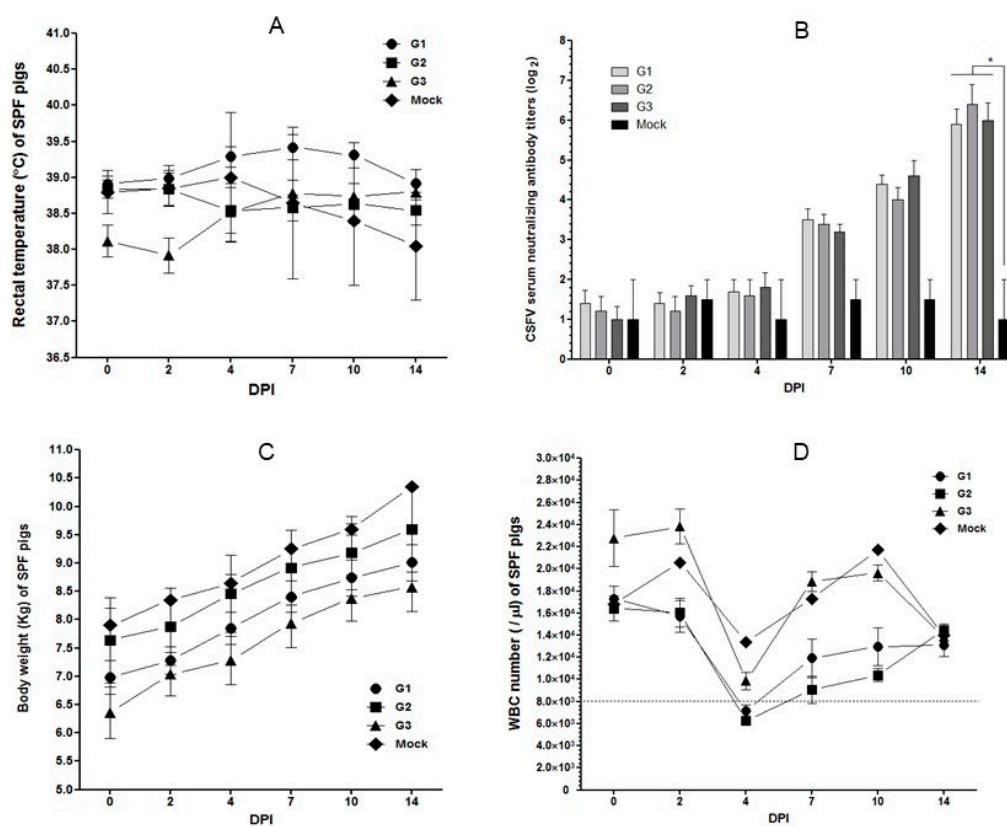 A
G1
G2
G3
Mock
Rectal temperature (°C) of SPF pigs
41.0
40.5
40.0
39.5
39.0
38.5
38.0
37.5
37.0
36.5
0 2 4 7 10 14
DPI
B
G1
G2
G3
Mock
*
CSFV serum neutralizing antibody titers (log 2)
8
7
6
5
4
3
2
1
0
0 2 4 7 10 14
DPI
C
Body weight (Kg) of SPF pigs
11.0
10.5
10.0
9.5
9.0
8.5
8.0
7.5
7.0
6.5
6.0
5.5
5.0
G1
G2
G3
Mock
0 2 4 7 10 14
DPI
D
G1
G2
G3
Mock
WBC number ( / μl) of SPF pigs
3.0×10⁴
2.8×10⁴
2.6×10⁴
2.4×10⁴
2.2×10⁴
2.0×10⁴
1.8×10⁴
1.6×10⁴
1.4×10⁴
1.2×10⁴
1.0×10⁴
8.0×10³
6.0×10³
4.0×10³
2.0×10³
0
0 2 4 7 10 14
DPI